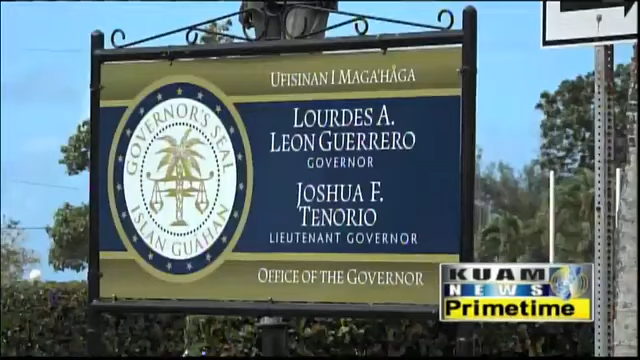 UFISINAN I MAGA'HÅGA
LOURDES A.
LEON GUERRERO
GOVERNOR
JOSHUA F.
TENORIO
LIEUTENANT GOVERNOR
OFFICE OF THE GOVERNOR
GOVERNOR'S SEAL
ISLAN GUAHAN
KUAM
NEWS
Primetime